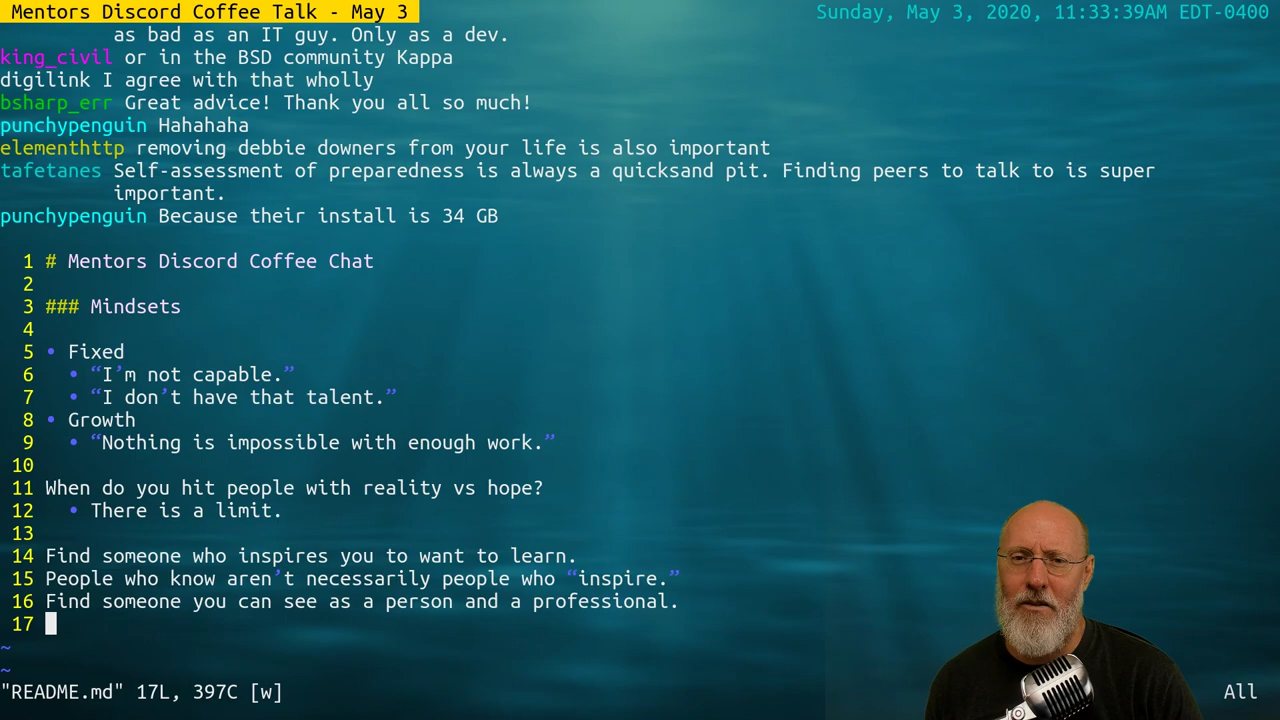 Mentors Discord Coffee Talk - May 3
Sunday, May 3, 2020, 11:33:39AM EDT-0400
as bad as an IT guy. Only as a dev.
king_civil or in the BSD community Kappa
digilink I agree with that wholly
bsharp_err Great advice! Thank you all so much!
punchypenguin Hahahaha
elementhttp removing debbie downers from your life is also important
tafetanes Self-assessment of preparedness is always a quicksand pit. Finding peers to talk to is super
important.
punchypenguin Because their install is 34 GB
1 # Mentors Discord Coffee Chat
2
3 ### Mindsets
4
5 • Fixed
6 • “I’m not capable.”
7 • “I don’t have that talent.”
8 • Growth
9 • “Nothing is impossible with enough work.”
10
11 When do you hit people with reality vs hope?
12 • There is a limit.
13
14 Find someone who inspires you to want to learn.
15 People who know aren’t necessarily people who “inspire.”
16 Find someone you can see as a person and a professional.
17
~
~
"README.md" 17L, 397C [w]
All